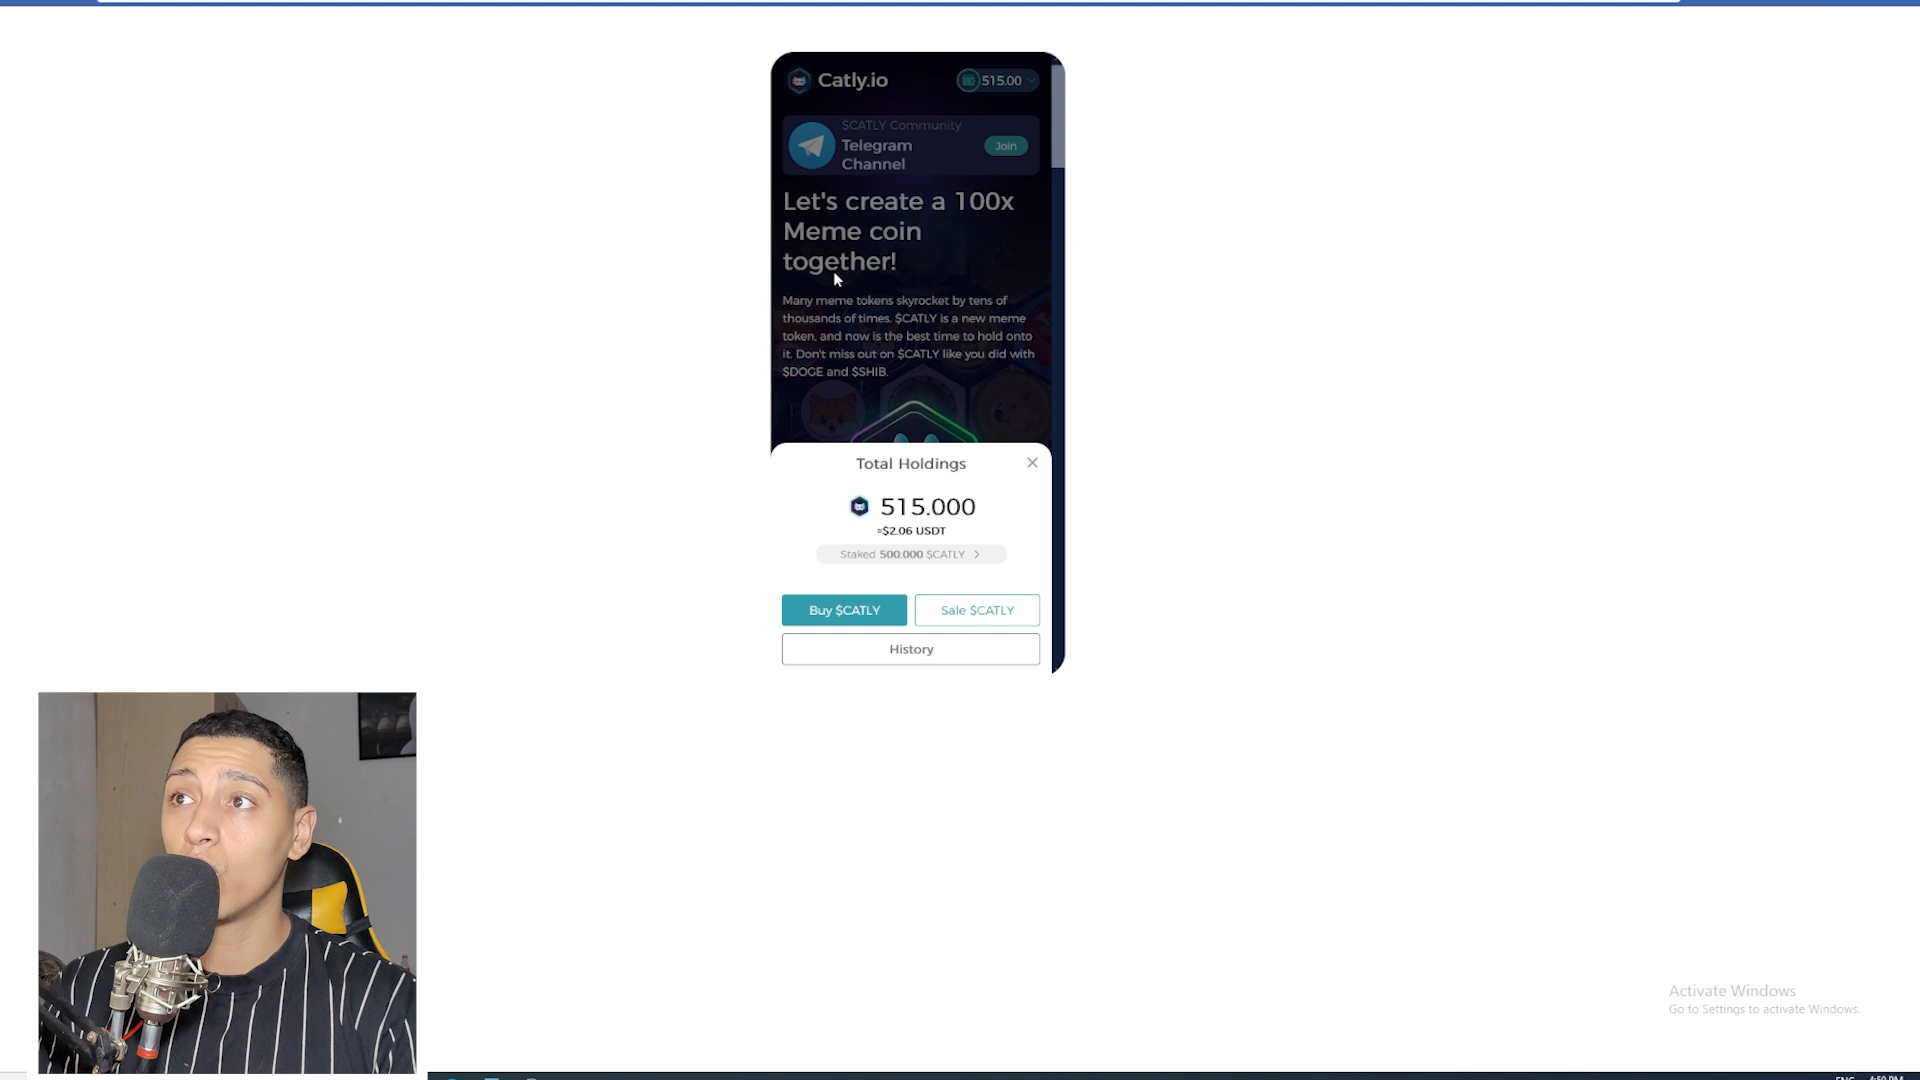 Catly.io
515.00
$CATLY Community
Telegram
Channel
Join
Let's create a 100x
Meme coin
together!
Many meme tokens skyrocket by tens of
thousands of times. $CATLY is a new meme
token, and now is the best time to hold onto
it. Don't miss out on $CATLY like you did with
$DOGE and $SHIB.
Total Holdings
515.000
≈$2.06 USDT
Staked 500.000 $CATLY
Buy $CATLY
Sale $CATLY
History
Activate Windows
Go to Settings to activate Windows.
ENG
4:59 PM